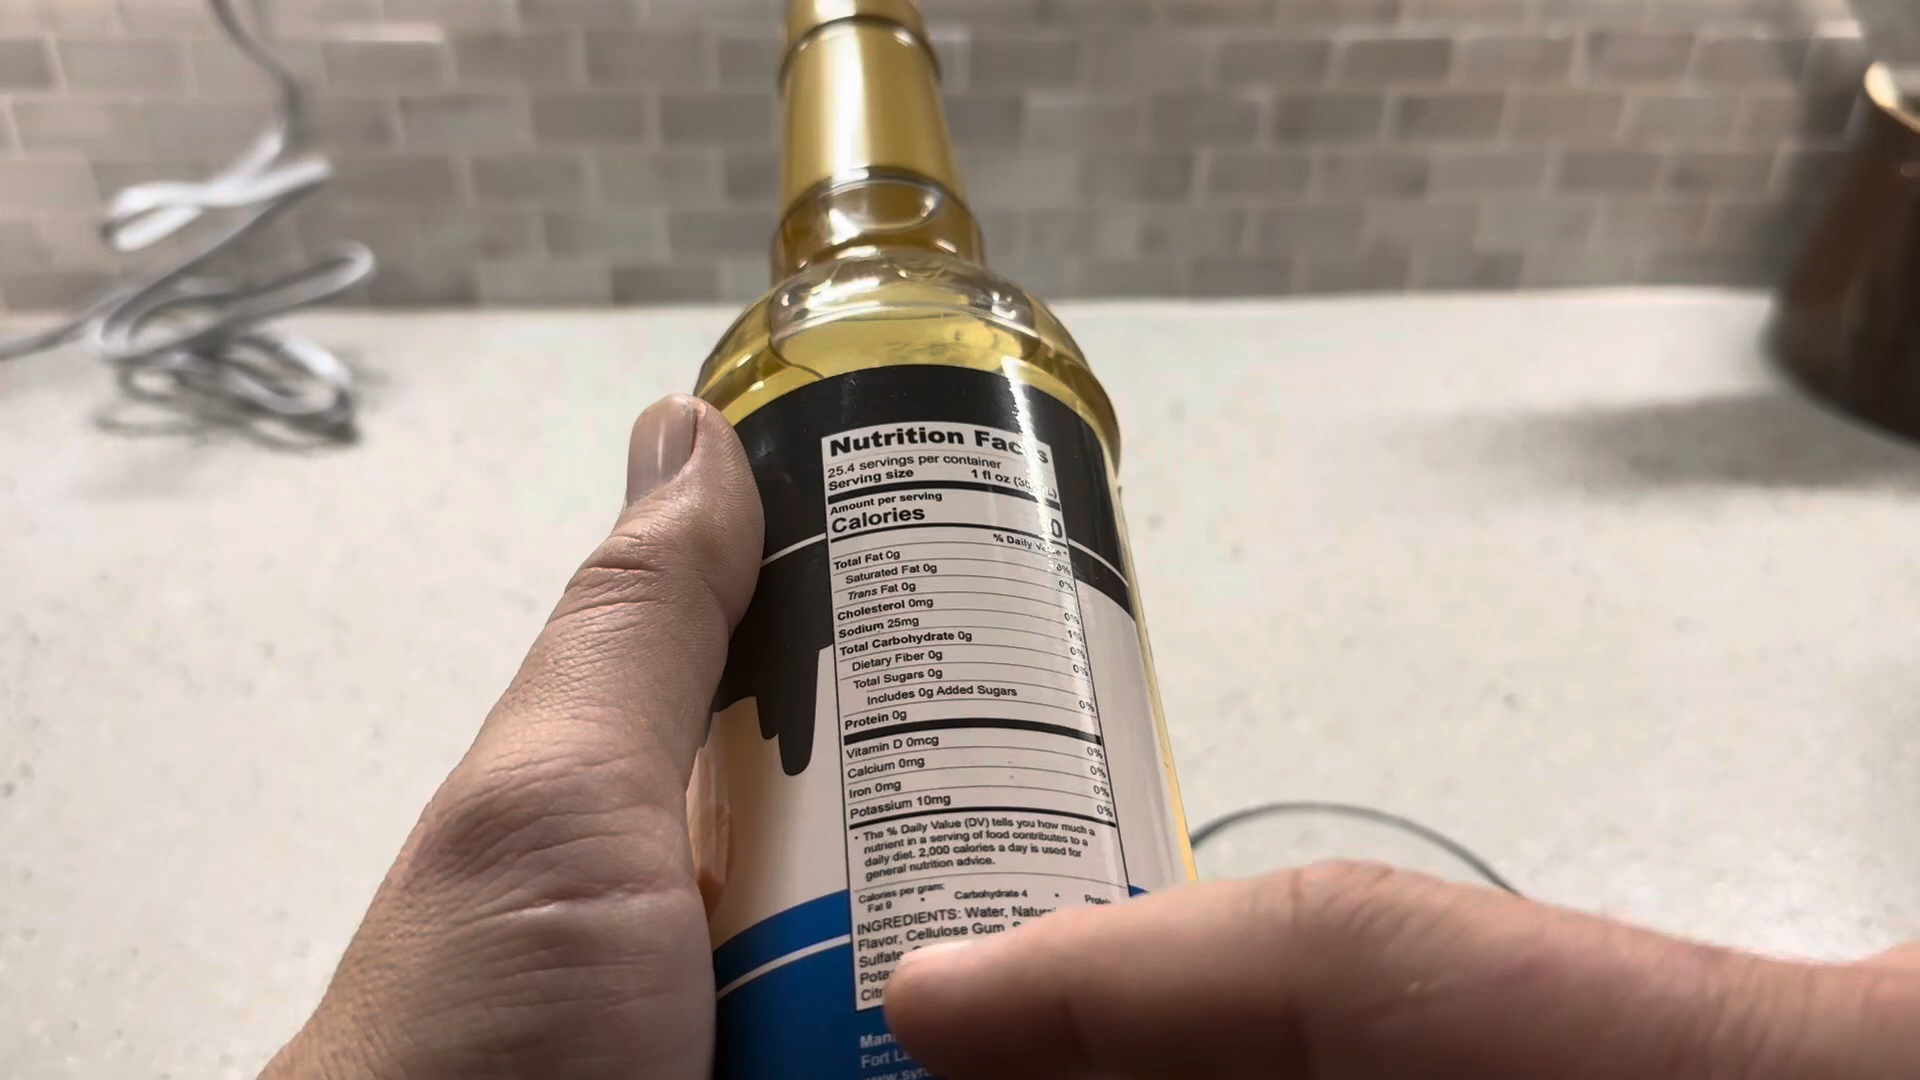 Nutrition Fac s
25.4 servings per container
Serving size 1 fl oz
Amount per serving
Calories 0
% Daily
Total Fat 0g 0%
Saturated Fat 0g 0%
Trans Fat 0g
Cholesterol 0mg 0%
Sodium 25mg 1%
Total Carbohydrate 0g 0%
Dietary Fiber 0g 0%
Total Sugars 0g
Includes 0g Added Sugars 0%
Protein 0g
Vitamin D 0mcg 0%
Calcium 0mg 0%
Iron 0mg 0%
Potassium 10mg 0%
* The % Daily Value (DV) tells you how much a
nutrient in a serving of food contributes to a
daily diet. 2,000 calories a day is used for
general nutrition advice.
Calories per gram:
Fat 9 • Carbohydrate 4 •
INGREDIENTS: Water,
Flavor, Cellulose Gum
Sulfate
Fort